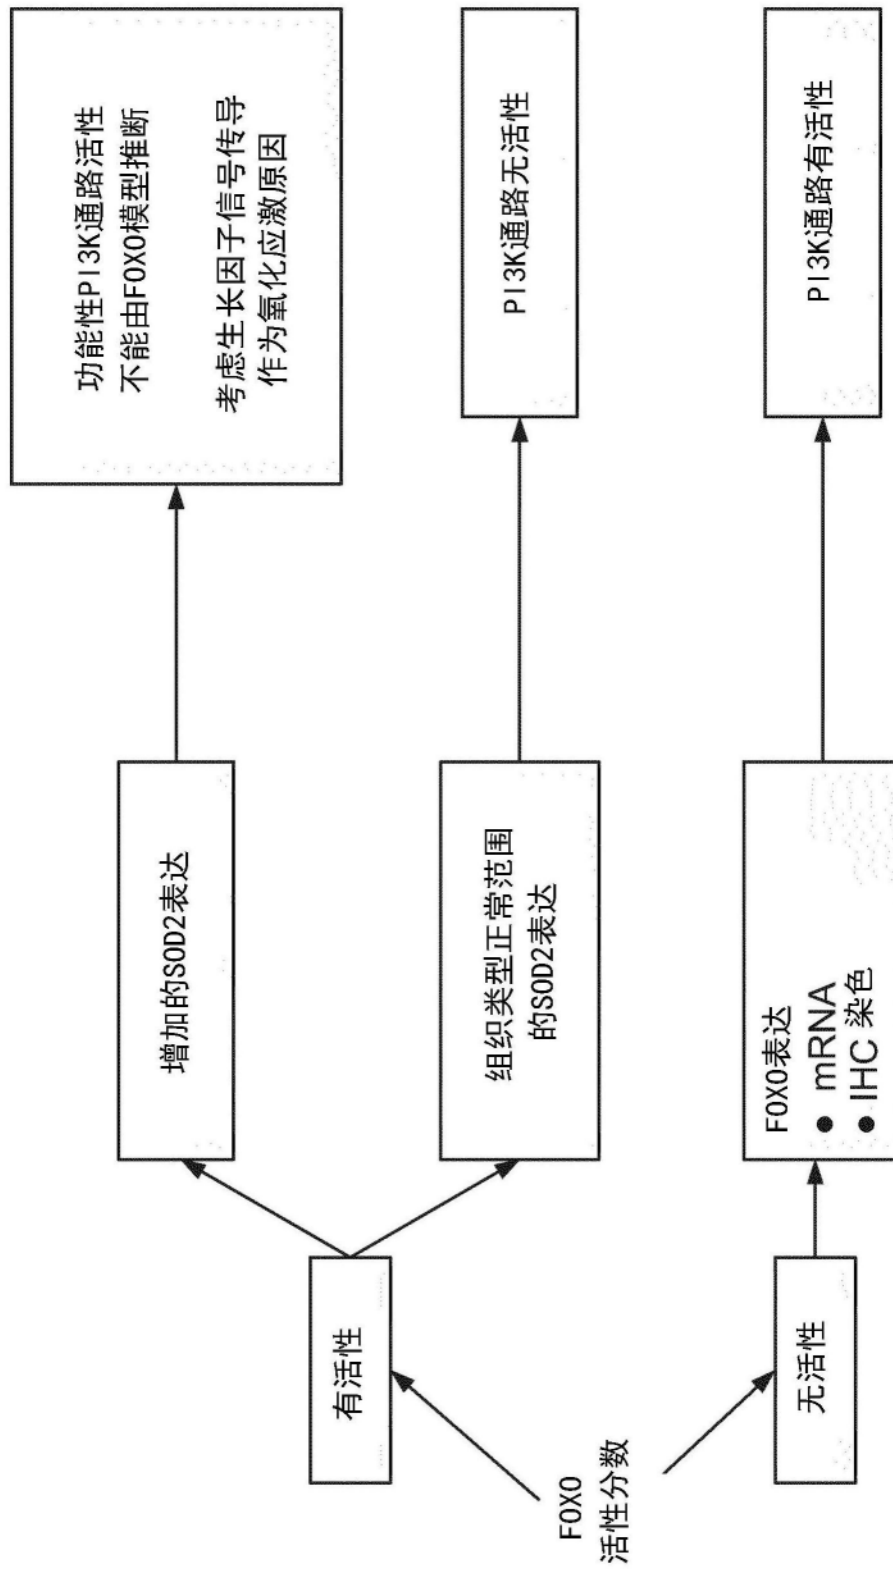 FOXO
活性分数
有活性
无活性
增加的SOD2表达
组织类型正常范围
的SOD2表达
FOXO表达
● mRNA
● IHC 染色
功能性PI3K通路活性
不能由FOXO模型推断
考虑生长因子信号传导
作为氧化应激原因
PI3K通路无活性
PI3K通路有活性